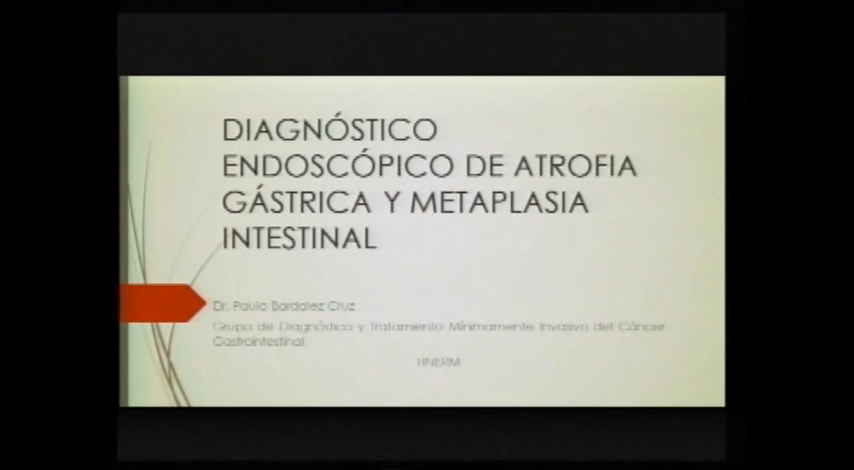 DIAGNÓSTICO
ENDOSCÓPICO DE ATROFIA
GÁSTRICA Y METAPLASIA
INTESTINAL
Dr. Paulo Bardalez Cruz
Grupo de Diagnóstico y Tratamiento Mínimamente Invasivo del Cáncer
Gastrointestinal
HNERM